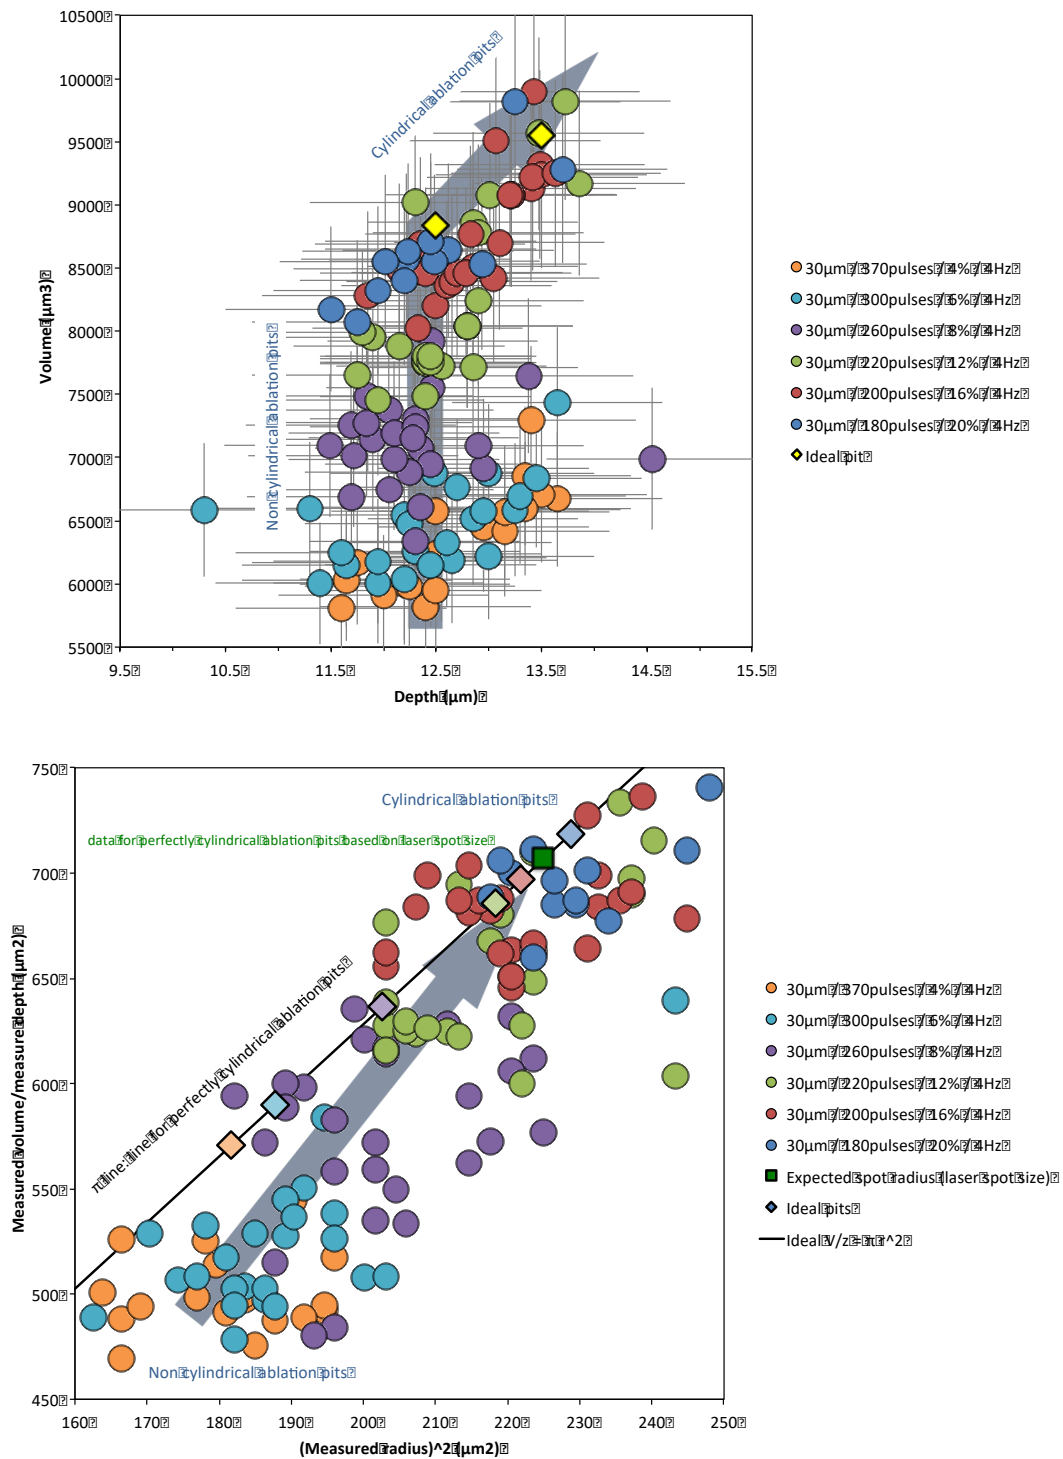 10500
10000
9500
9000
8500
8000
7500
7000
6500
6000
5500
Volume (μm3)
Cylindrical ablation pits
Non cylindrical ablation pits
9.5 10.5 11.5 12.5 13.5 14.5 15.5
Depth (μm)
30μm / 370pulses / 4% / 4Hz
30μm / 300pulses / 6% / 4Hz
30μm / 260pulses / 8% / 4Hz
30μm / 220pulses / 12% / 4Hz
30μm / 200pulses / 16% / 4Hz
30μm / 180pulses / 20% / 4Hz
Ideal pit
750
700
650
600
550
500
450
Measured volume/measure depth (μm2)
Cylindrical ablation pits
data for perfectly cylindrical ablation pits based on laser spot size
π line: line for perfectly cylindrical ablation pits
Non cylindrical ablation pits
160 170 180 190 200 210 220 230 240 250
(Measured radius)^2 (μm2)
30μm / 370pulses / 4% / 4Hz
30μm / 300pulses / 6% / 4Hz
30μm / 260pulses / 8% / 4Hz
30μm / 220pulses / 12% / 4Hz
30μm / 200pulses / 16% / 4Hz
30μm / 180pulses / 20% / 4Hz
Expected spot radius (laser spot size)
Ideal pits
Ideal V/z = π r^2